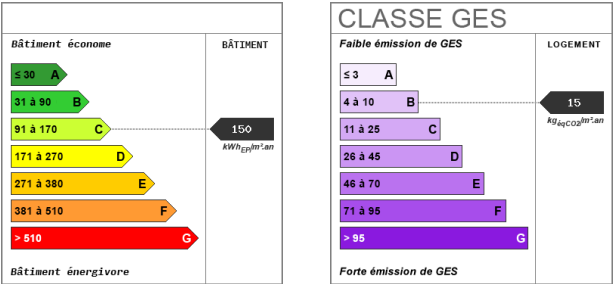 Bâtiment économe
BÂTIMENT
≤ 30 A
31 à 90 B
91 à 170 C
150
kWhEP/m².an
171 à 270 D
271 à 380 E
381 à 510 F
> 510 G
Bâtiment énergivore
CLASSE GES
Faible émission de GES
LOGEMENT
≤ 3 A
4 à 10 B
15
kgéqCO2/m².an
11 à 25 C
26 à 45 D
46 à 70 E
71 à 95 F
> 95 G
Forte émission de GES